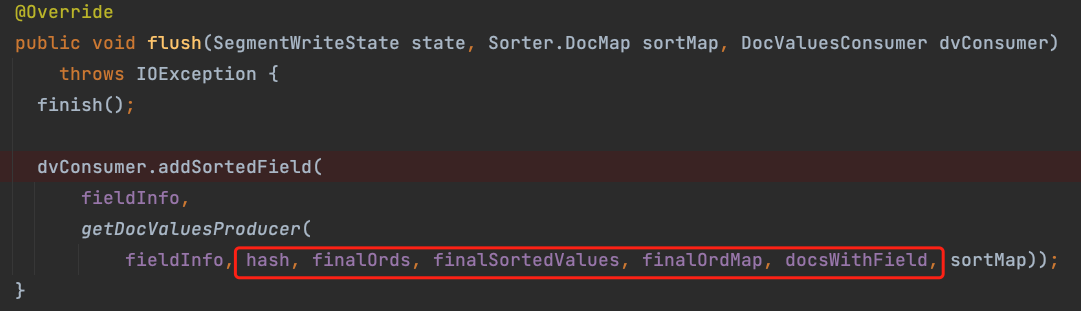 @Override
public void flush(SegmentWriteState state, Sorter.DocMap sortMap, DocValuesConsumer dvConsumer)
throws IOException {
finish();
dvConsumer.addSortedField(
fieldInfo,
getDocValuesProducer(
fieldInfo, hash, finalOrds, finalSortedValues, finalOrdMap, docsWithField, sortMap));
}